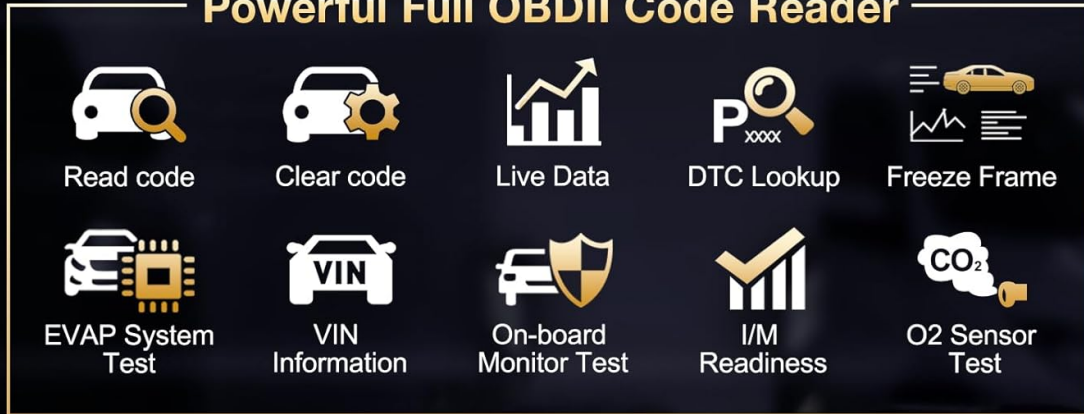 Powerful Full OBDII Code Reader
P
xxxx
Read code
Clear code
Live Data
DTC Lookup
Freeze Frame
VIN
CO₂
EVAP System
Test
VIN
Information
On-board
Monitor Test
I/M
Readiness
O2 Sensor
Test